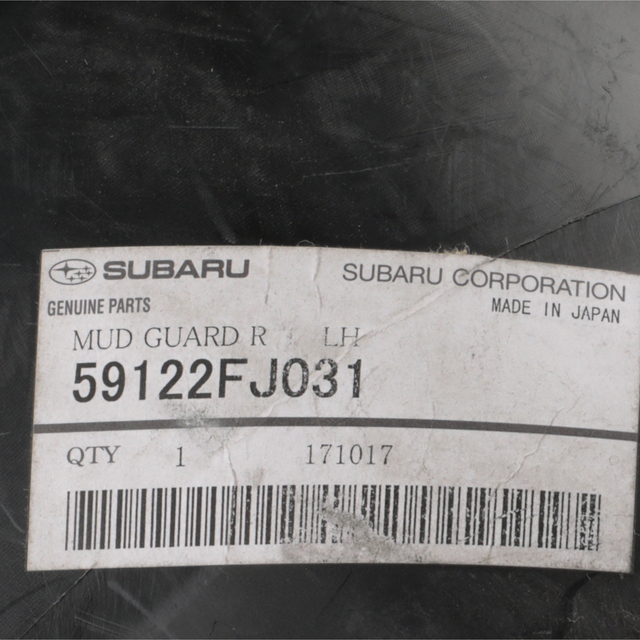 SUBARU SUBARU CORPORATION
GENUINE PARTS MADE IN JAPAN
MUD GUARD R LH
59122FJ031
QTY 1 171017